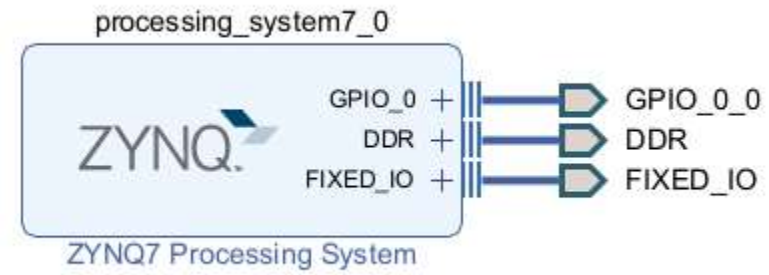 processing_system7_0
GPIO_0
GPIO_0_0
ZYNQ
DDR
DDR
FIXED_IO
FIXED_IO
ZYNQ7 Processing System